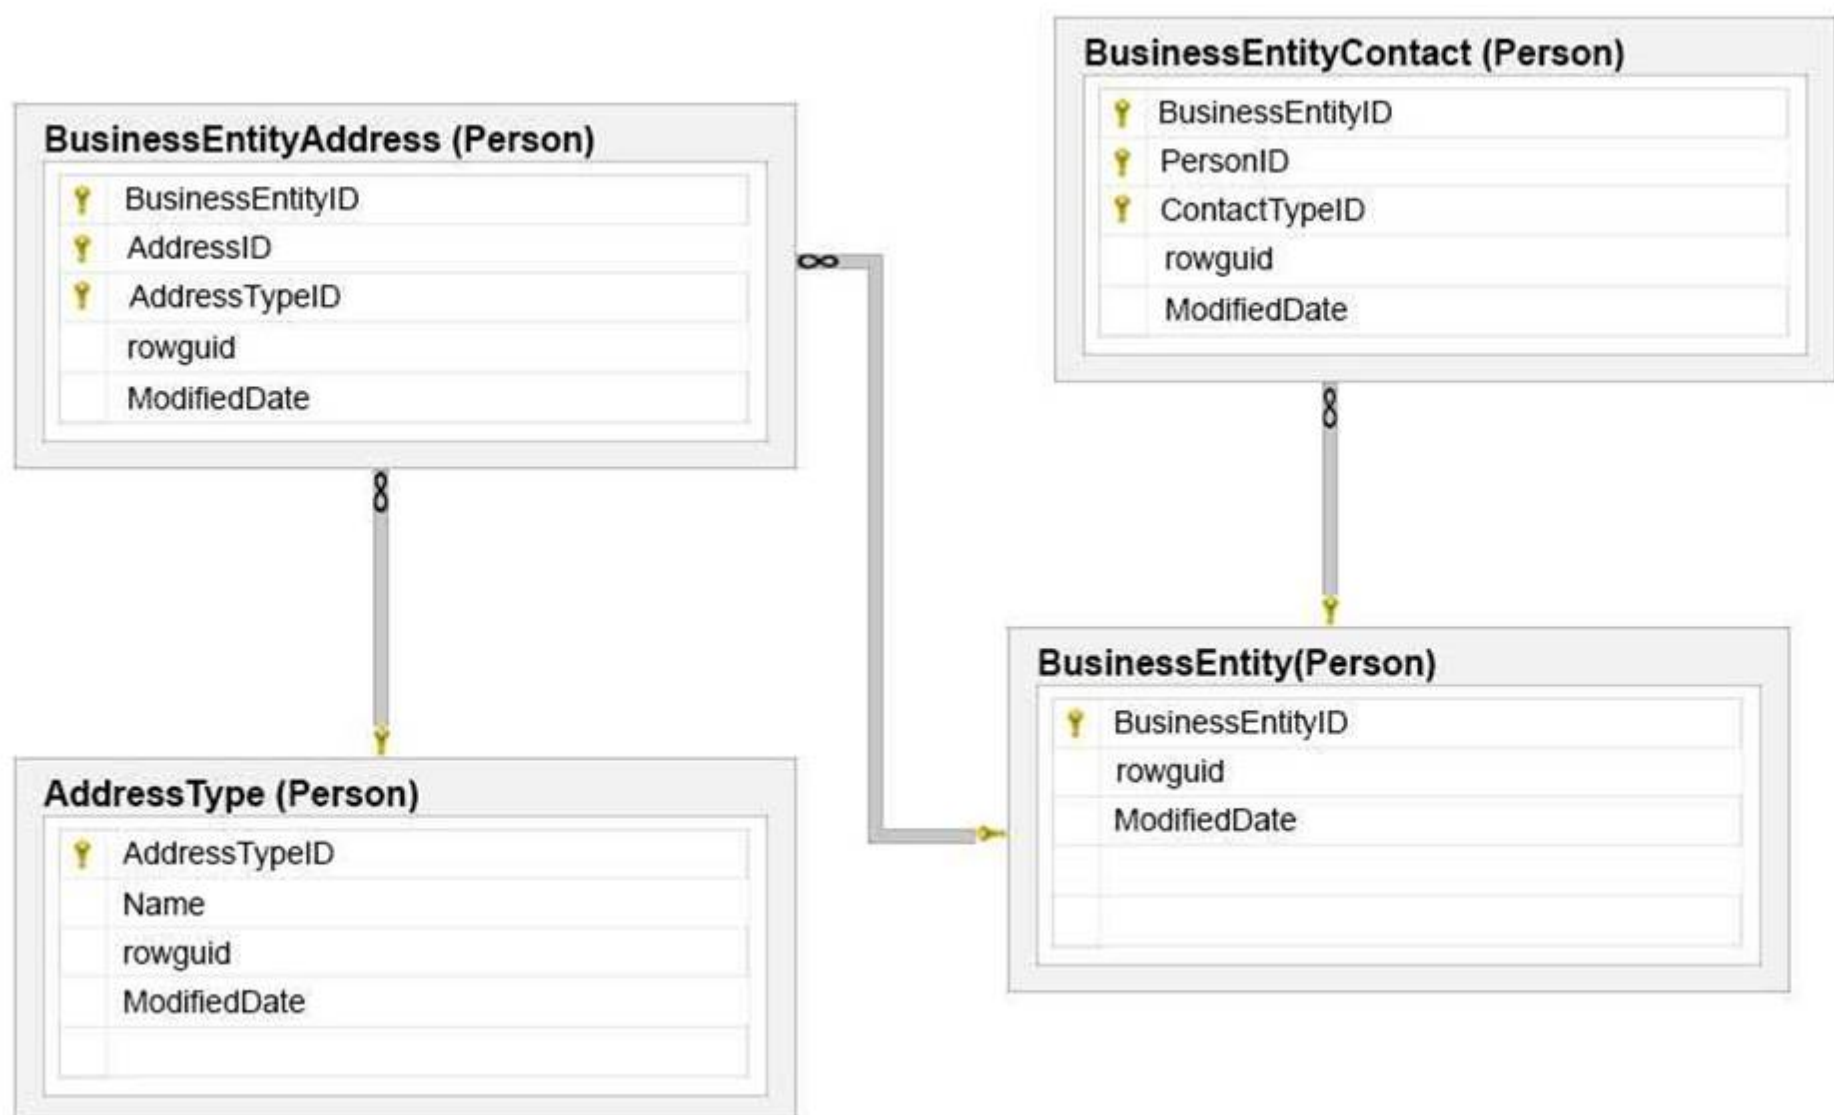 BusinessEntityAddress (Person)
BusinessEntityID
AddressID
AddressTypeID
rowguid
ModifiedDate
BusinessEntityContact (Person)
BusinessEntityID
PersonID
ContactTypeID
rowguid
ModifiedDate
AddressType (Person)
AddressTypeID
Name
rowguid
ModifiedDate
BusinessEntity(Person)
BusinessEntityID
rowguid
ModifiedDate